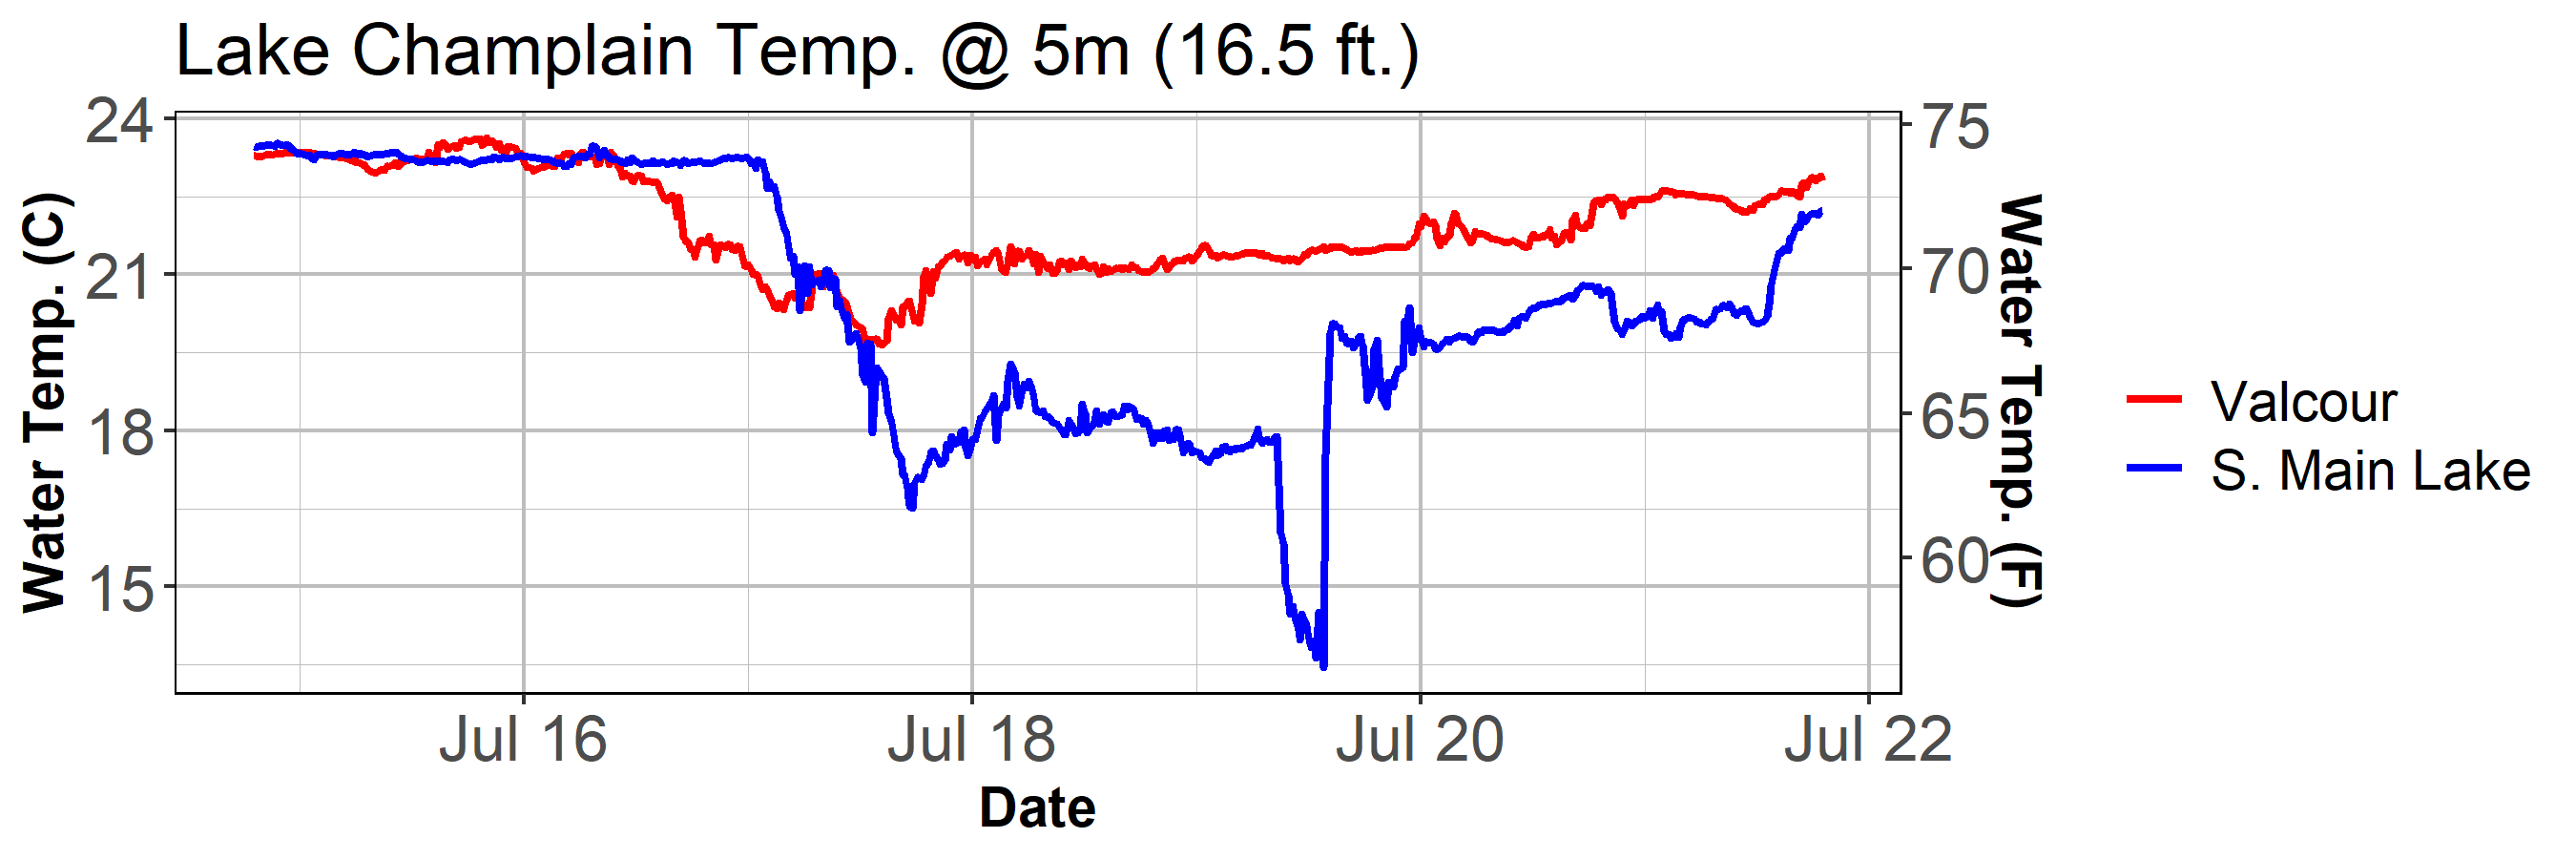 Lake Champlain Temp. @ 5m (16.5 ft.)
24
21
18
15
Water Temp. (C)
75
70
65
60
Water Temp. (F)
Jul 16
Jul 18
Jul 20
Jul 22
Date
Valcour
S. Main Lake